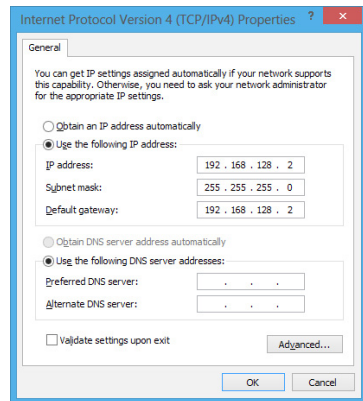 Internet Protocol Version 4 (TCP/IPv4) Properties ? ×
General
You can get IP settings assigned automatically if your network supports
this capability. Otherwise, you need to ask your network administrator
for the appropriate IP settings.
Obtain an IP address automatically
Use the following IP address:
IP address: 192 . 168 . 128 . 2
Subnet mask: 255 . 255 . 255 . 0
Default gateway: 192 . 168 . 128 . 2
Obtain DNS server address automatically
Use the following DNS server addresses:
Preferred DNS server: . . .
Alternate DNS server: . . .
Validate settings upon exit
Advanced...
OK Cancel